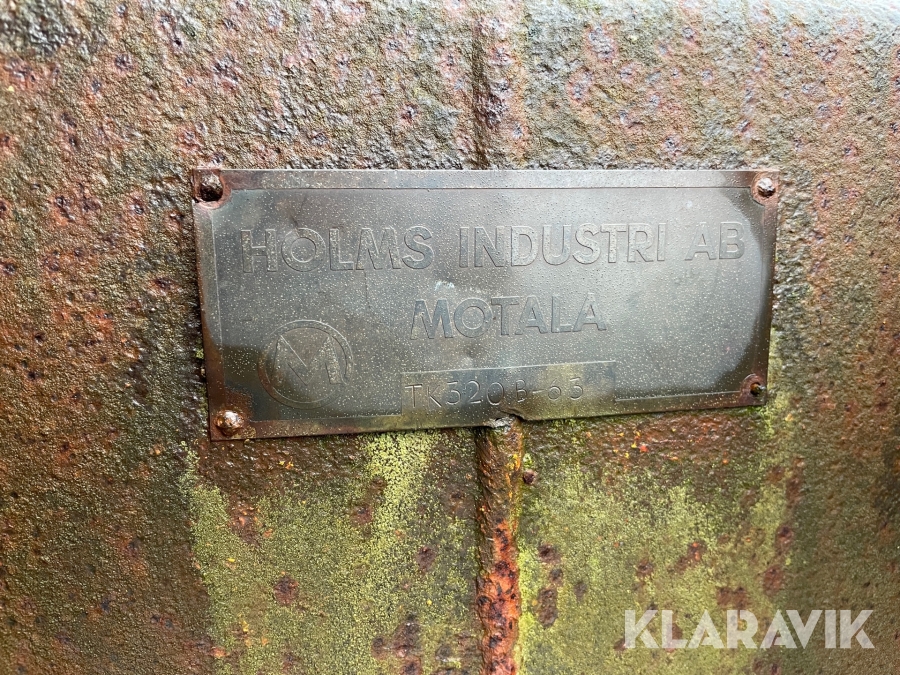 HOLMS INDUSTRI AB
MOTALA
M
TK320B-63
KLARAVIK